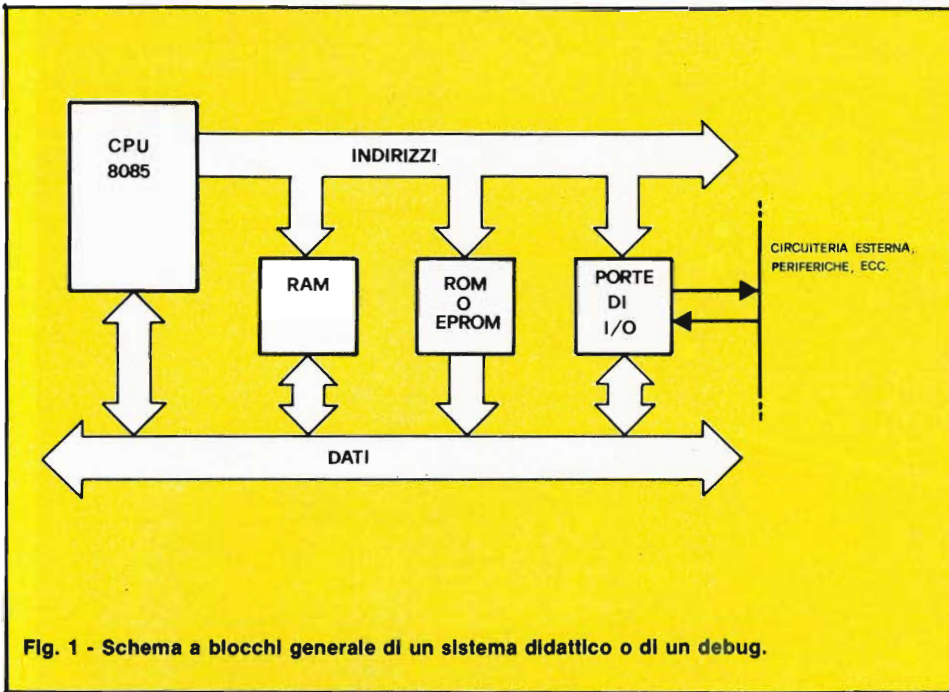 CPU
8085
INDIRIZZI
RAM
ROM
O
EPROM
PORTE
DI
I/O
CIRCUITERIA ESTERNA,
PERIFERICHE, ECC.
DATI
Fig. 1 - Schema a blocchi generale di un sistema didattico o di un debug.